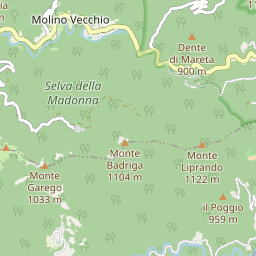 Molino Vecchio
Dente
di Mareta
900 m
Selva della
Madonna
Monte
Badriga
1104 m
Monte
Liprando
1122 m
Monte
Garego
1033 m
il Poggio
959 m